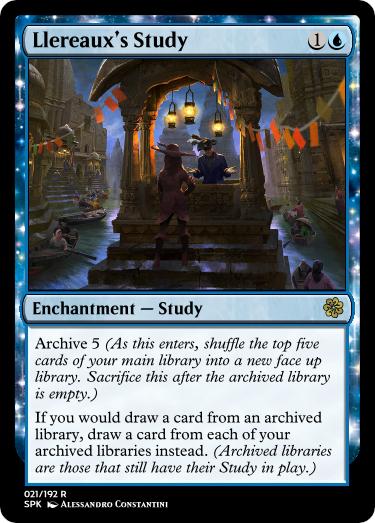 Llereaux's Study 1
Enchantment — Study
Archive 5 (As this enters, shuffle the top five
cards of your main library into a new face up
library. Sacrifice this after the archived library
is empty.)
If you would draw a card from an archived
library, draw a card from each of your
archived libraries instead. (Archived libraries
are those that still have their Study in play.)
021/192 R
SPK Alessandro Constantini